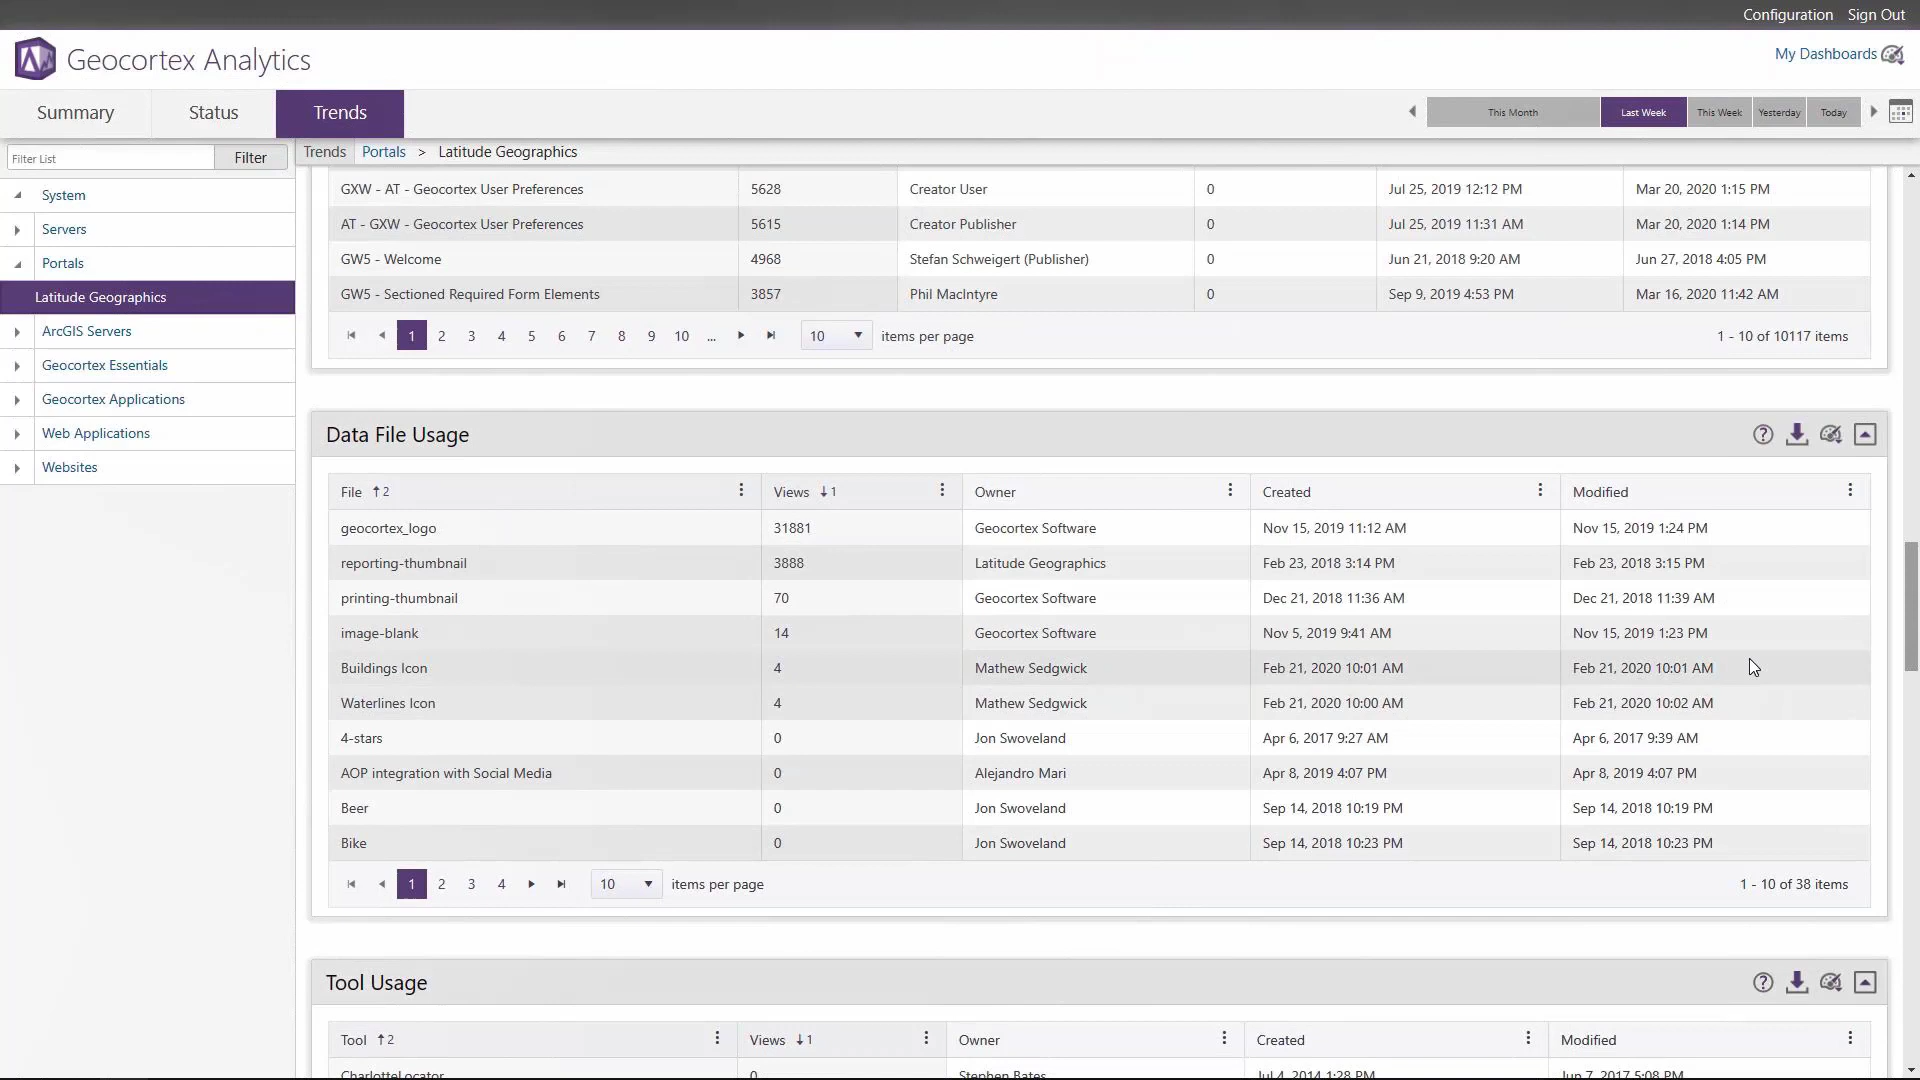 Configuration Sign Out
Geocortex Analytics
My Dashboards
Summary Status Trends
This Month Last Week This Week Yesterday Today
Filter List Filter
Trends Portals > Latitude Geographics
System
Servers
Portals
Latitude Geographics
ArcGIS Servers
Geocortex Essentials
Geocortex Applications
Web Applications
Websites
GXW - AT - Geocortex User Preferences 5628 Creator User 0 Jul 25, 2019 12:12 PM Mar 20, 2020 1:15 PM
AT - GXW - Geocortex User Preferences 5615 Creator Publisher 0 Jul 25, 2019 11:31 AM Mar 20, 2020 1:14 PM
GW5 - Welcome 4968 Stefan Schweigert (Publisher) 0 Jun 21, 2018 9:20 AM Jun 27, 2018 4:05 PM
GW5 - Sectioned Required Form Elements 3857 Phil MacIntyre 0 Sep 9, 2019 4:53 PM Mar 16, 2020 11:42 AM
1 2 3 4 5 6 7 8 9 10 ... 10 items per page 1 - 10 of 10117 items
Data File Usage
File ↑2 Views ↓1 Owner Created Modified
geocortex_logo 31881 Geocortex Software Nov 15, 2019 11:12 AM Nov 15, 2019 1:24 PM
reporting-thumbnail 3888 Latitude Geographics Feb 23, 2018 3:14 PM Feb 23, 2018 3:15 PM
printing-thumbnail 70 Geocortex Software Dec 21, 2018 11:36 AM Dec 21, 2018 11:39 AM
image-blank 14 Geocortex Software Nov 5, 2019 9:41 AM Nov 15, 2019 1:23 PM
Buildings Icon 4 Mathew Sedgwick Feb 21, 2020 10:01 AM Feb 21, 2020 10:01 AM
Waterlines Icon 4 Mathew Sedgwick Feb 21, 2020 10:00 AM Feb 21, 2020 10:02 AM
4-stars 0 Jon Swoveland Apr 6, 2017 9:27 AM Apr 6, 2017 9:39 AM
AOP integration with Social Media 0 Alejandro Mari Apr 8, 2019 4:07 PM Apr 8, 2019 4:07 PM
Beer 0 Jon Swoveland Sep 14, 2018 10:19 PM Sep 14, 2018 10:19 PM
Bike 0 Jon Swoveland Sep 14, 2018 10:23 PM Sep 14, 2018 10:23 PM
1 2 3 4 10 items per page 1 - 10 of 38 items
Tool Usage
Tool ↑2 Views ↓1 Owner Created Modified
CharlotteLocator 0 Stephen Bates Jul 4, 2014 1:28 PM Jun 7, 2017 5:08 PM